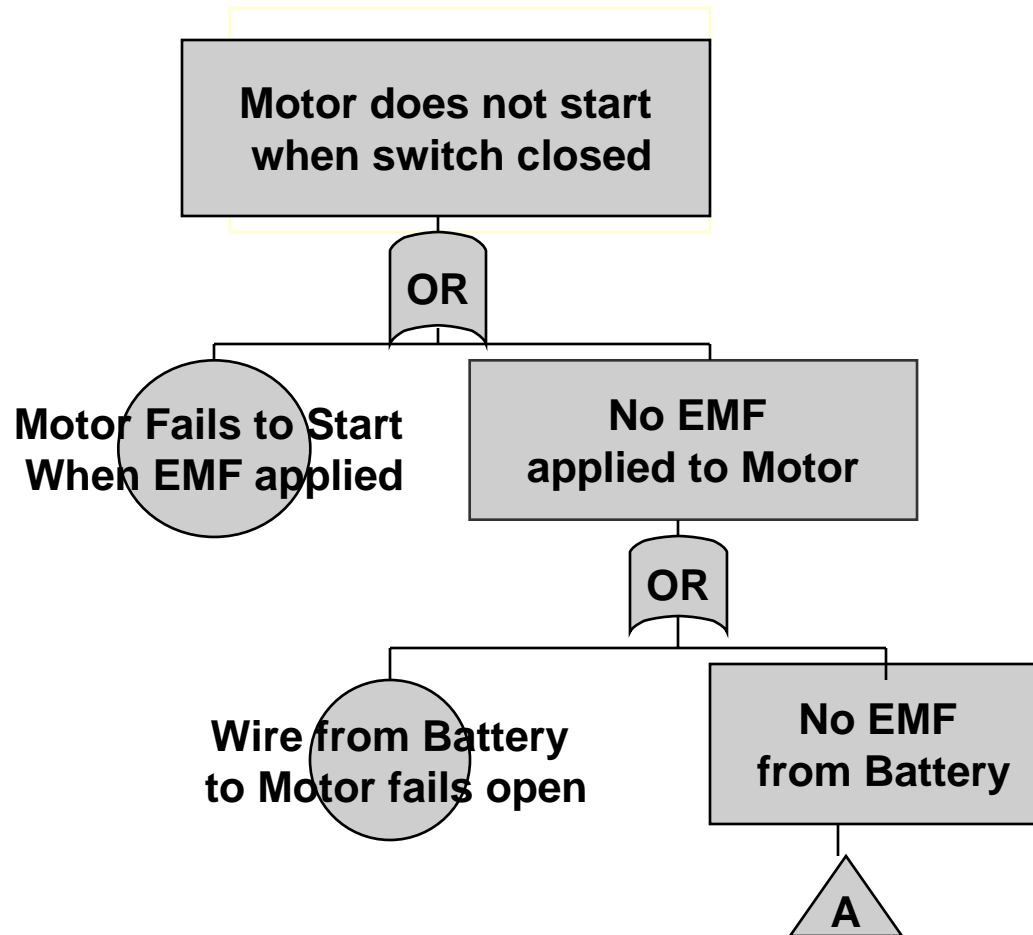 Motor does not start
when switch closed
OR
Motor Fails to Start
When EMF applied
No EMF
applied to Motor
OR
Wire from Battery
to Motor fails open
No EMF
from Battery
A